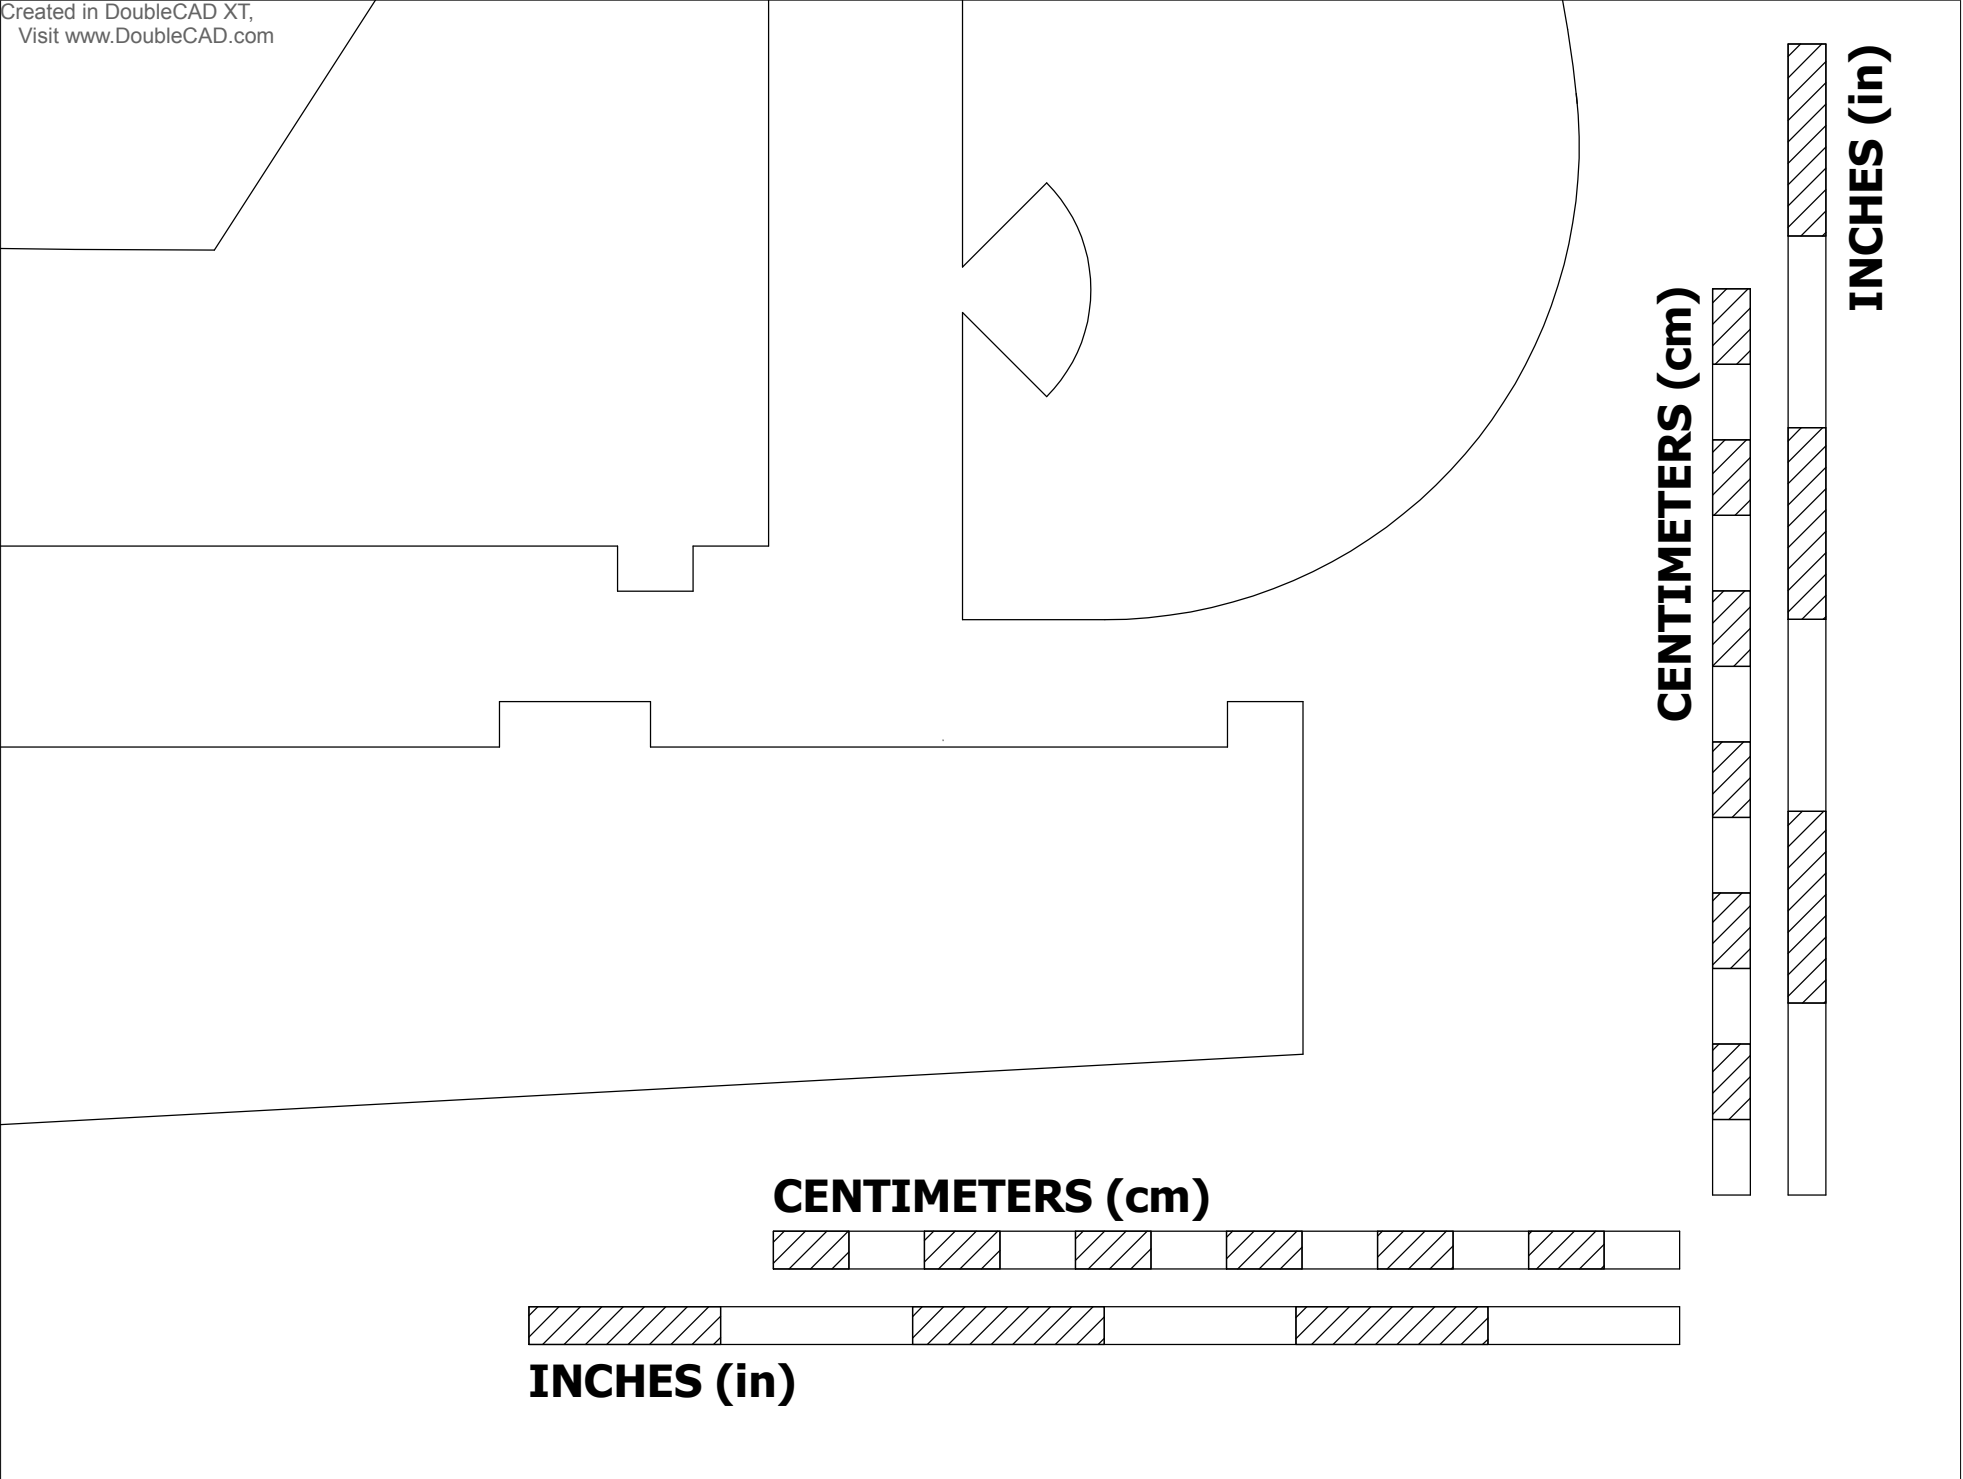 Created in DoubleCAD XT,
Visit www.DoubleCAD.com
INCHES (in)
CENTIMETERS (cm)
CENTIMETERS (cm)
INCHES (in)